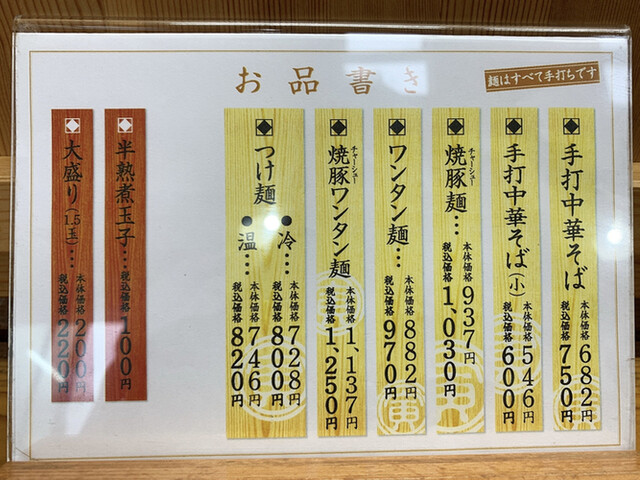 お品書き
麺はすべて手打ちです
手打中華そば
本体価格 682円
税込価格 750円
手打中華そば(小)
本体価格 546円
税込価格 600円
焼豚麺…
チャーシュー
本体価格 937円
税込価格 1,030円
ワンタン麺…
本体価格 882円
税込価格 970円
焼豚ワンタン麺
チャーシュー
本体価格 1,137円
税込価格 1,250円
つけ麺
●冷…
本体価格 728円
税込価格 800円
●温…
本体価格 746円
税込価格 820円
半熟煮玉子…
税込価格 100円
大盛り(1.5玉)…
本体価格 200円
税込価格 220円